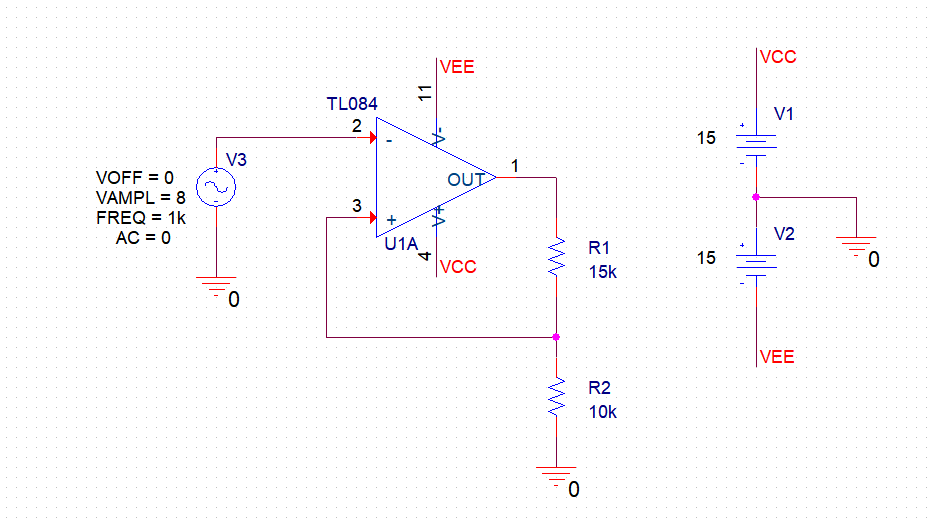 VEE
11
TL084
2
-
V-
V3
VOFF = 0
VAMPL = 8
FREQ = 1k
AC = 0
+
-
0
OUT
1
3
+
V+
U1A
4
VCC
R1
15k
R2
10k
0
VCC
V1
15
+
-
V2
15
+
-
0
VEE